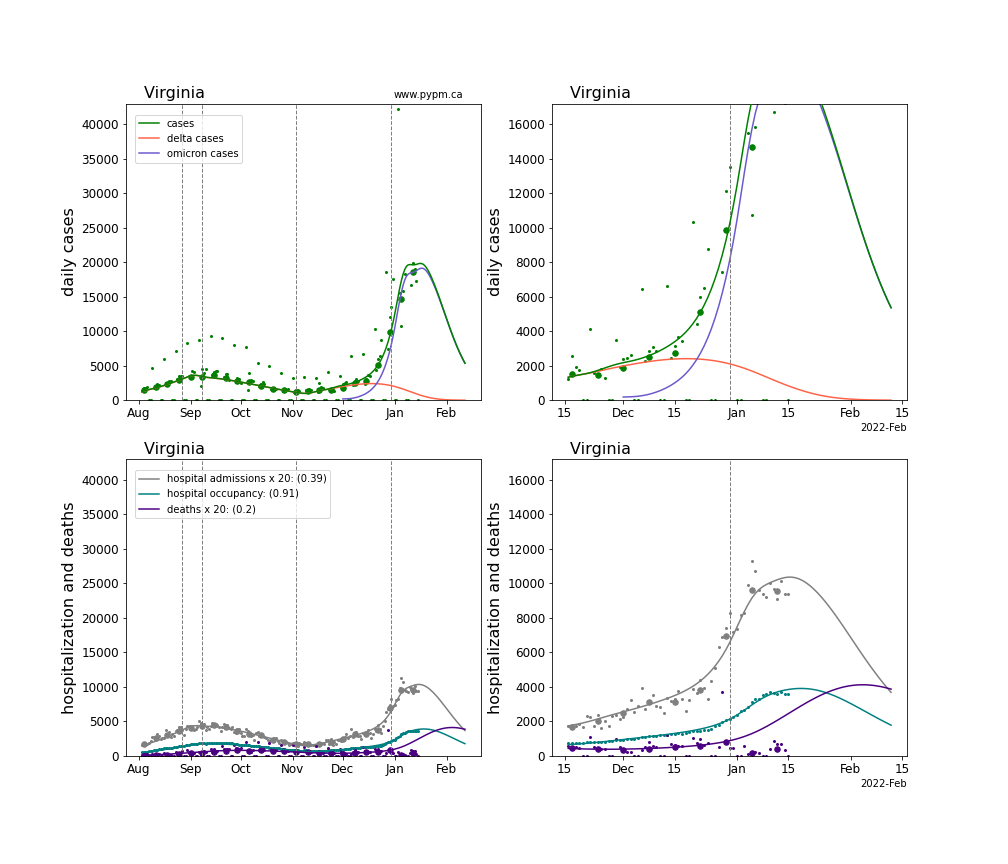 Virginia
www.pypm.ca
40000
35000
30000
25000
20000
15000
10000
5000
0
daily cases
cases
delta cases
omicron cases
Aug Sep Oct Nov Dec Jan Feb
Virginia
16000
14000
12000
10000
8000
6000
4000
2000
0
daily cases
15 Dec 15 Jan 15 Feb 15
2022-Feb
Virginia
40000
35000
30000
25000
20000
15000
10000
5000
0
hospitalization and deaths
hospital admissions x 20: (0.39)
hospital occupancy: (0.91)
deaths x 20: (0.2)
Aug Sep Oct Nov Dec Jan Feb
Virginia
16000
14000
12000
10000
8000
6000
4000
2000
0
hospitalization and deaths
15 Dec 15 Jan 15 Feb 15
2022-Feb